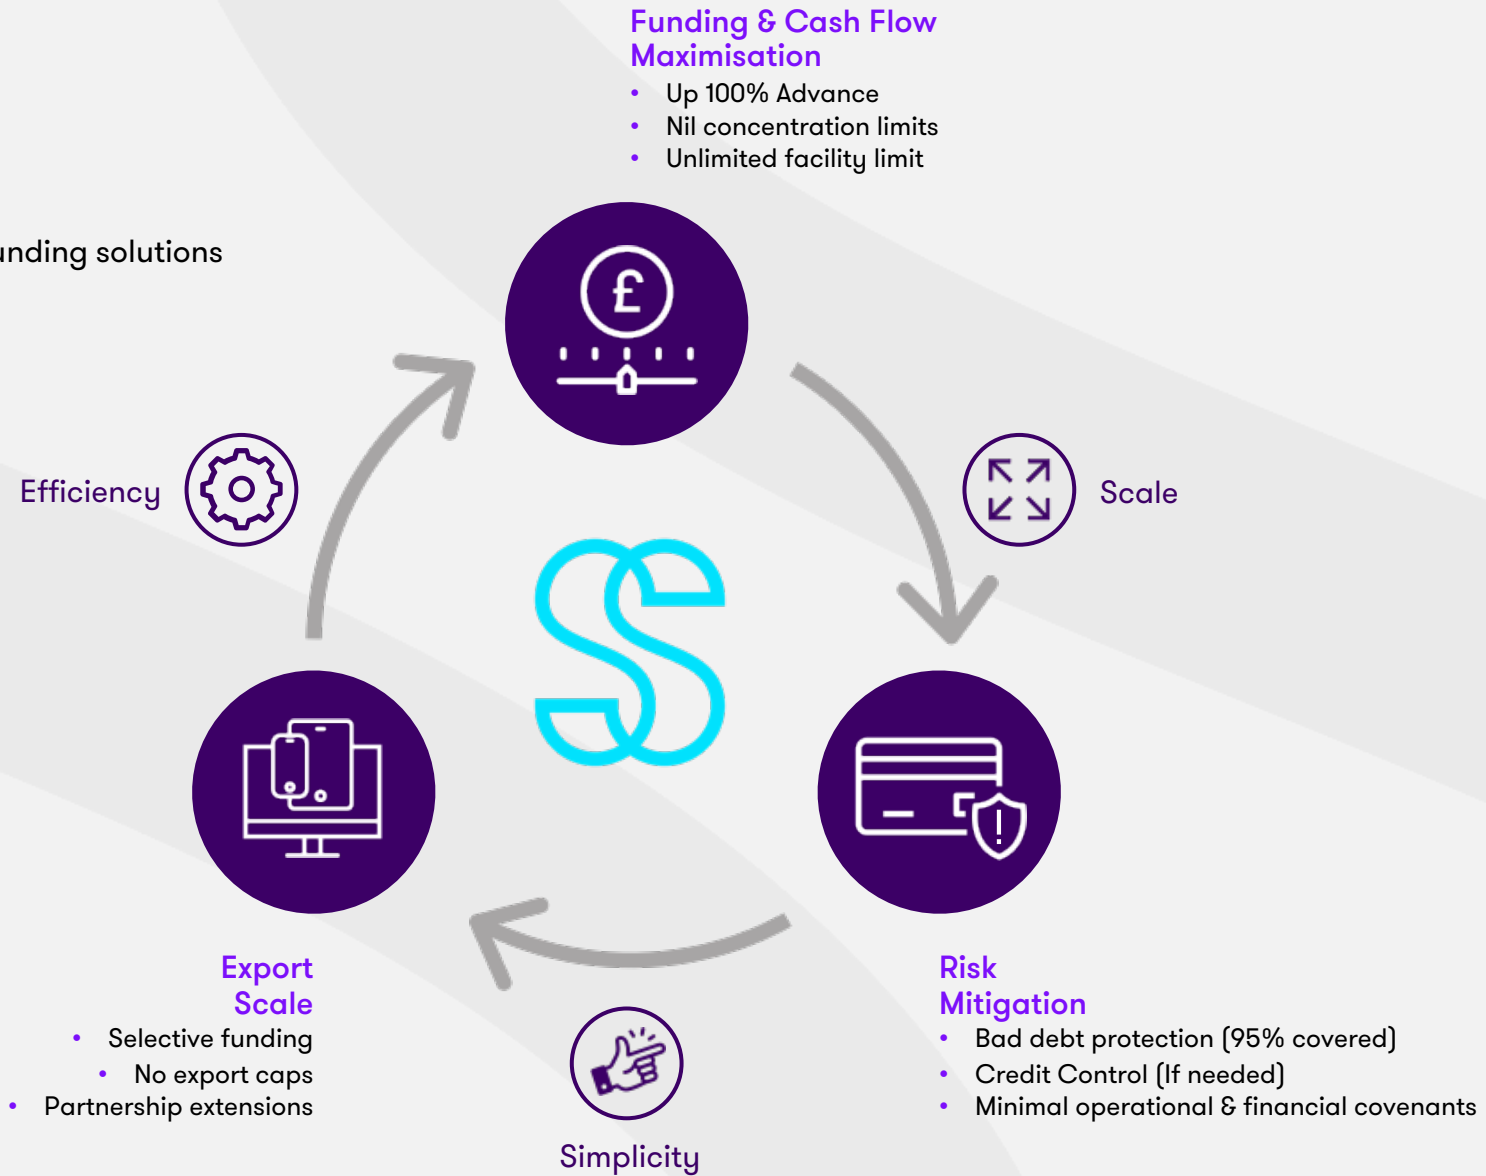 Funding & Cash Flow
Maximisation
• Up 100% Advance
• Nil concentration limits
• Unlimited facility limit
solutions
£
Efficiency
Scale
Export
Scale
• Selective funding
• No export caps
• Partnership extensions
Risk
Mitigation
• Bad debt protection (95% covered)
• Credit Control (If needed)
• Minimal operational & financial covenants
Simplicity